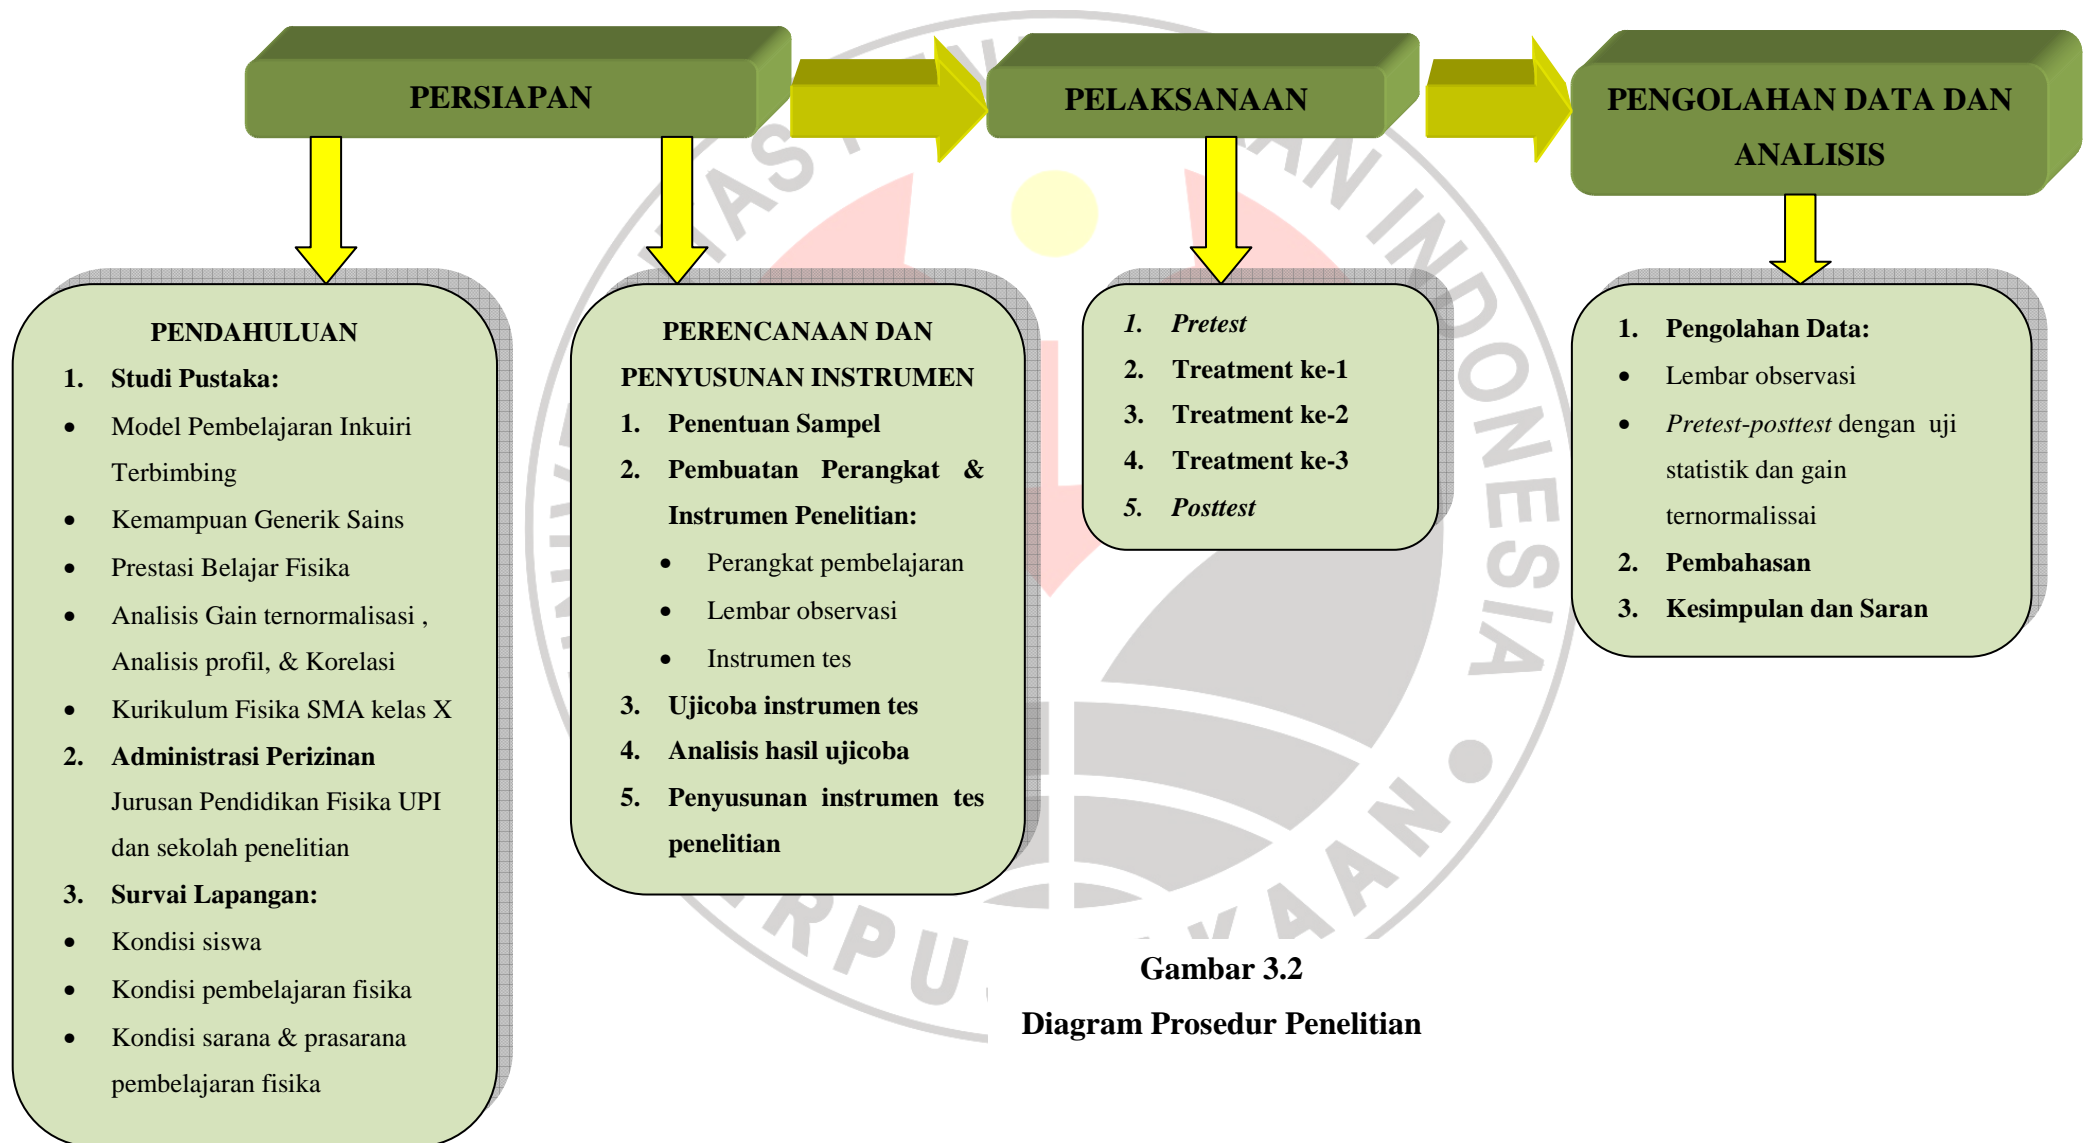 PERSIAPAN
PELAKSANAAN
PENGOLAHAN DATA DAN
ANALISIS
PENDAHULUAN
1. Studi Pustaka:
• Model Pembelajaran Inkuiri
Terbimbing
• Kemampuan Generik Sains
• Prestasi Belajar Fisika
• Analisis Gain ternormalisasi ,
Analisis profil, & Korelasi
• Kurikulum Fisika SMA kelas X
2. Administrasi Perizinan
Jurusan Pendidikan Fisika UPI
dan sekolah penelitian
3. Survai Lapangan:
• Kondisi siswa
• Kondisi pembelajaran fisika
• Kondisi sarana & prasarana
pembelajaran fisika
PERENCANAAN DAN
PENYUSUNAN INSTRUMEN
1. Penentuan Sampel
2. Pembuatan Perangkat &
Instrumen Penelitian:
• Perangkat pembelajaran
• Lembar observasi
• Instrumen tes
3. Ujicoba instrumen tes
4. Analisis hasil ujicoba
5. Penyusunan instrumen tes
penelitian
1. Pretest
2. Treatment ke-1
3. Treatment ke-2
4. Treatment ke-3
5. Posttest
1. Pengolahan Data:
• Lembar observasi
• Pretest-posttest dengan uji
statistik dan gain
ternormalissai
2. Pembahasan
3. Kesimpulan dan Saran
INDONESIA
Gambar 3.2
Diagram Prosedur Penelitian